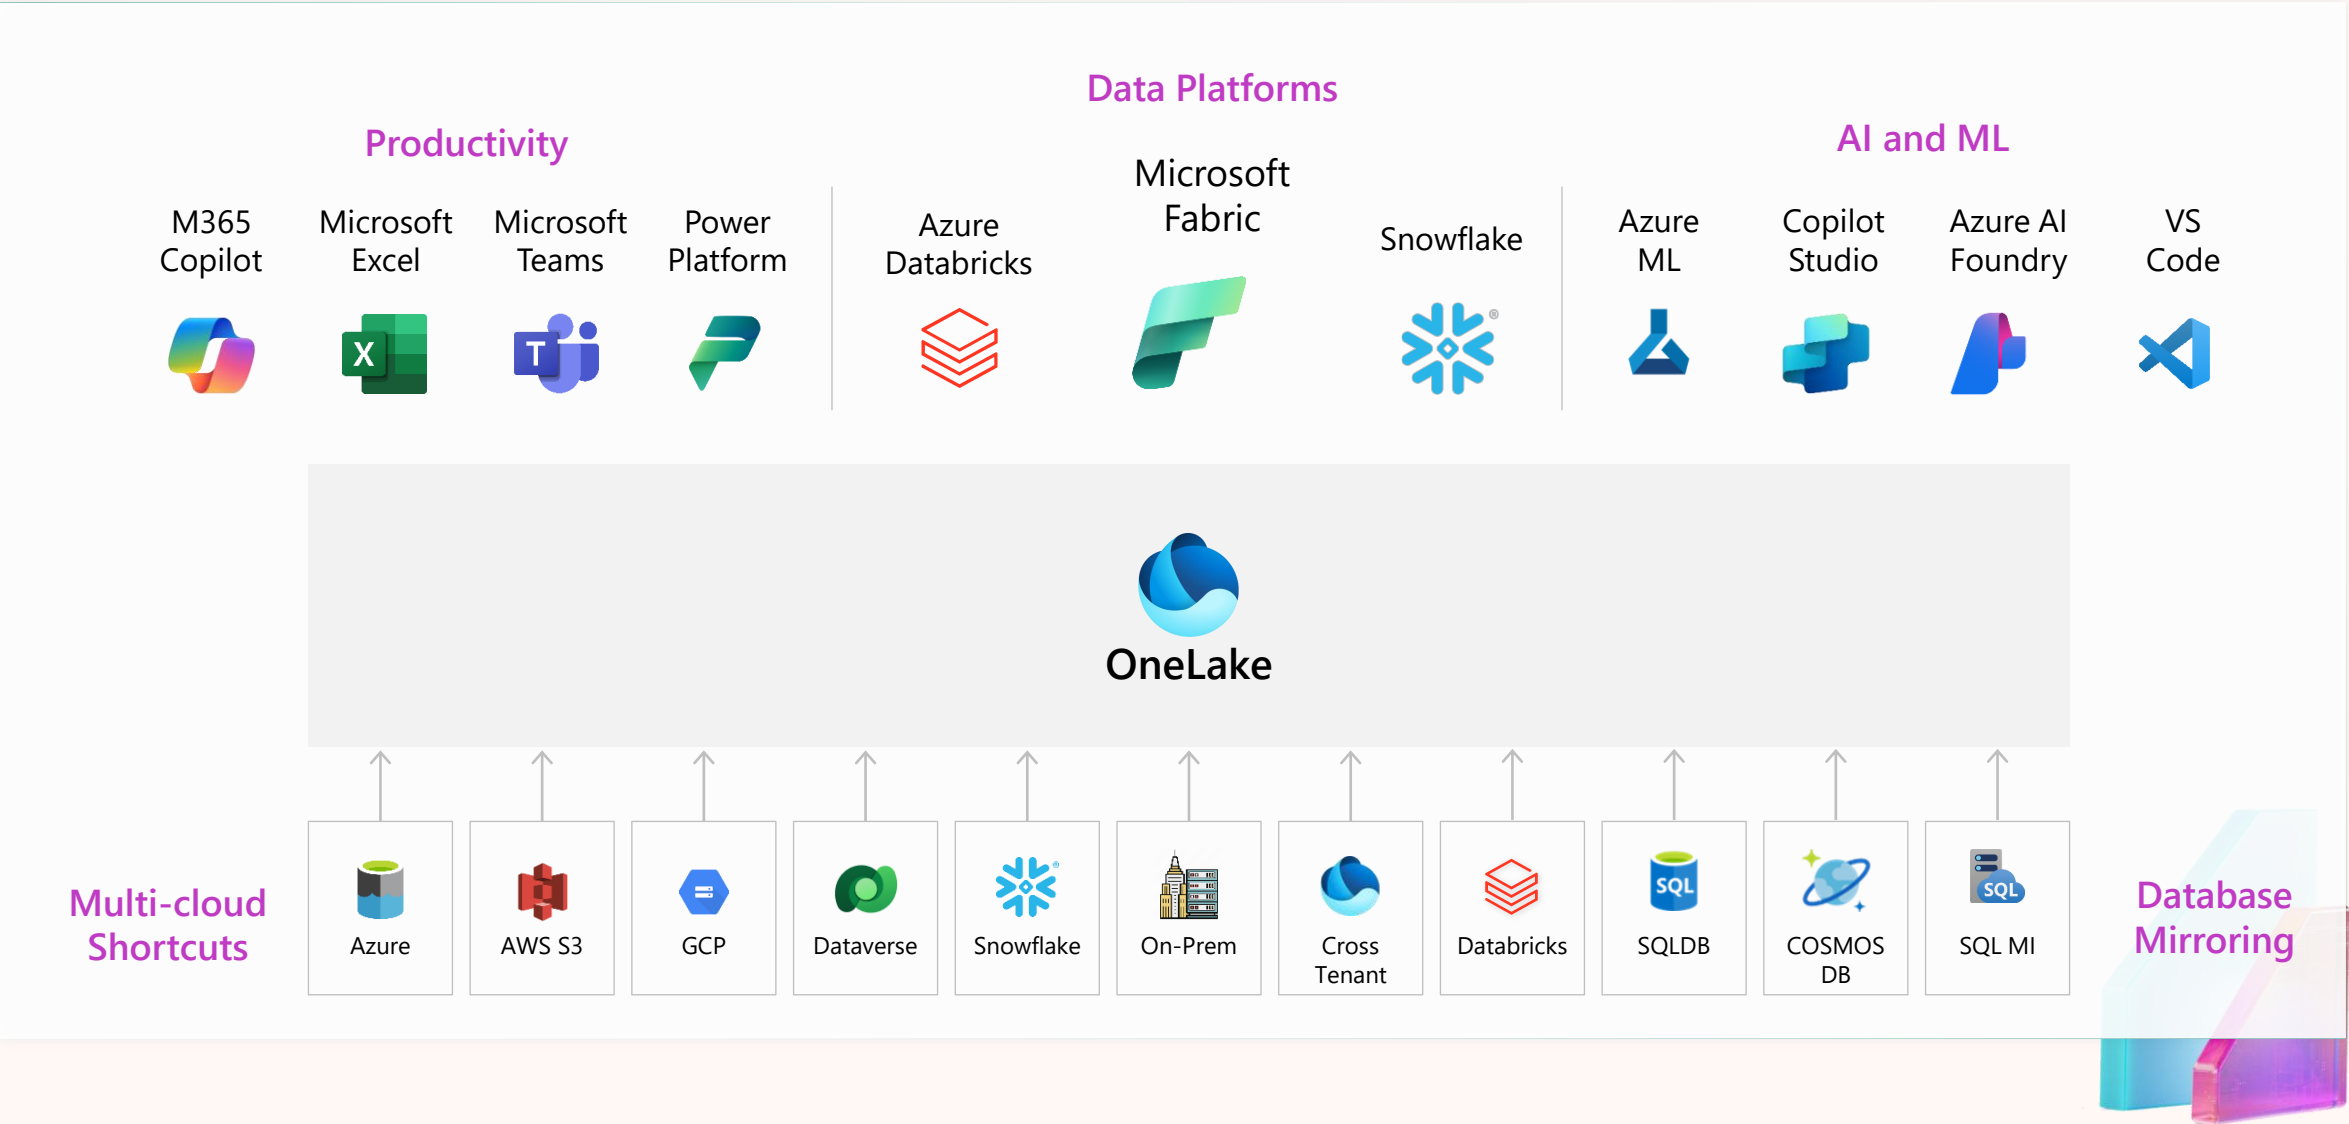 Data Platforms
Productivity
AI and ML
M365
Copilot
Microsoft
Excel
X
Microsoft
Teams
T
Power
Platform
Azure
Databricks
Microsoft
Fabric
Snowflake
®
Azure
ML
Copilot
Studio
Azure AI
Foundry
VS
Code
OneLake
Multi-cloud
Shortcuts
Azure
AWS S3
GCP
Dataverse
®
Snowflake
On-Prem
Cross
Tenant
Databricks
SQL
SQLDB
COSMOS
DB
SQL
SQL MI
Database
Mirroring